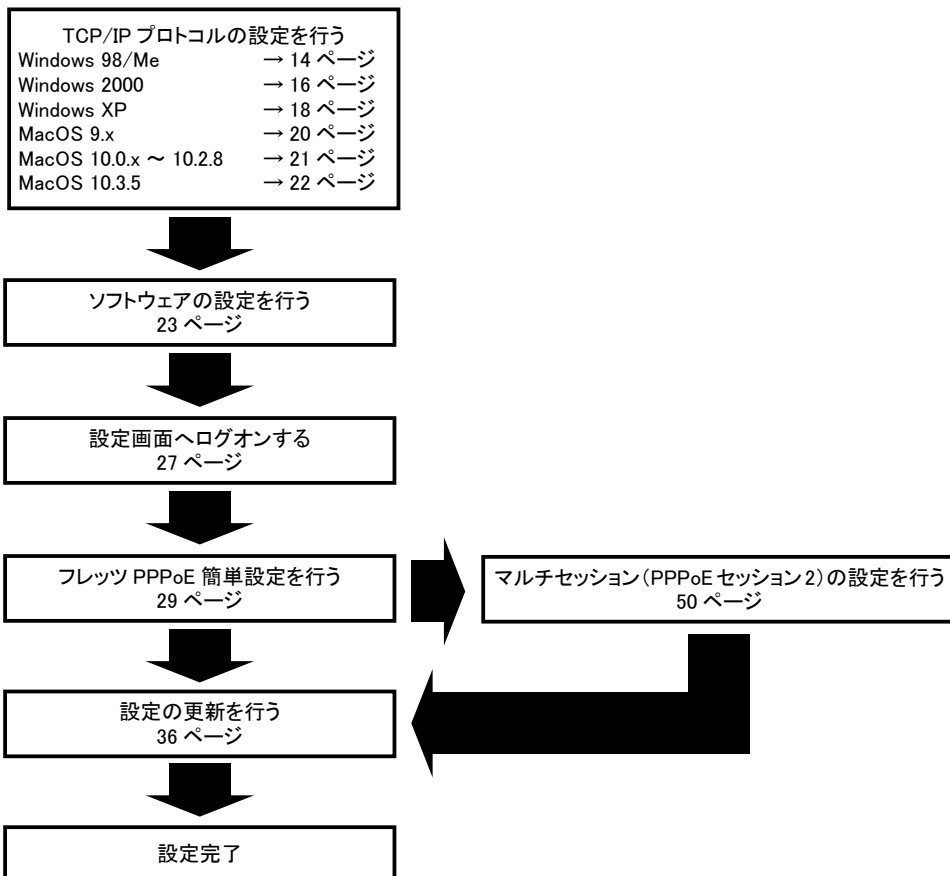 TCP/IP プロトコルの設定を行う
Windows 98/Me → 14 ページ
Windows 2000 → 16 ページ
Windows XP → 18 ページ
MacOS 9.x → 20 ページ
MacOS 10.0.x ～ 10.2.8 → 21 ページ
MacOS 10.3.5 → 22 ページ
ソフトウェアの設定を行う
23 ページ
設定画面へログオンする
27 ページ
フレッツ PPPoE 簡単設定を行う
29 ページ
マルチセッション（PPPoE セッション 2）の設定を行う
50 ページ
設定の更新を行う
36 ページ
設定完了